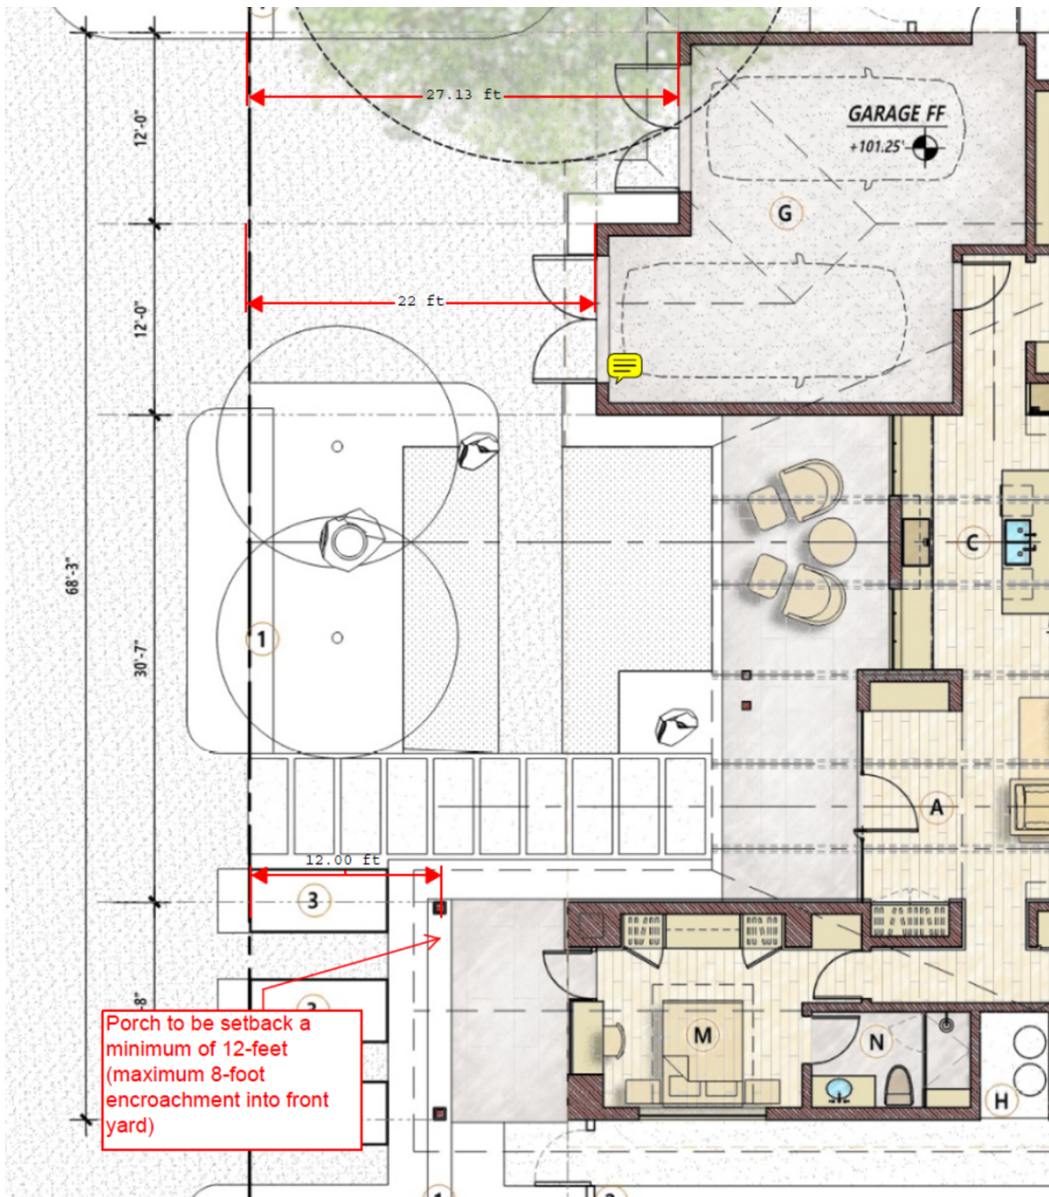 27.13 ft
GARAGE FF
+101.25'
12'-0"
G
22 ft
12'-0"
68'-3"
C
1
30'-7"
A
12.00 ft
3
Porch to be setback a
minimum of 12-feet
(maximum 8-foot
encroachment into front
yard)
M
N
H